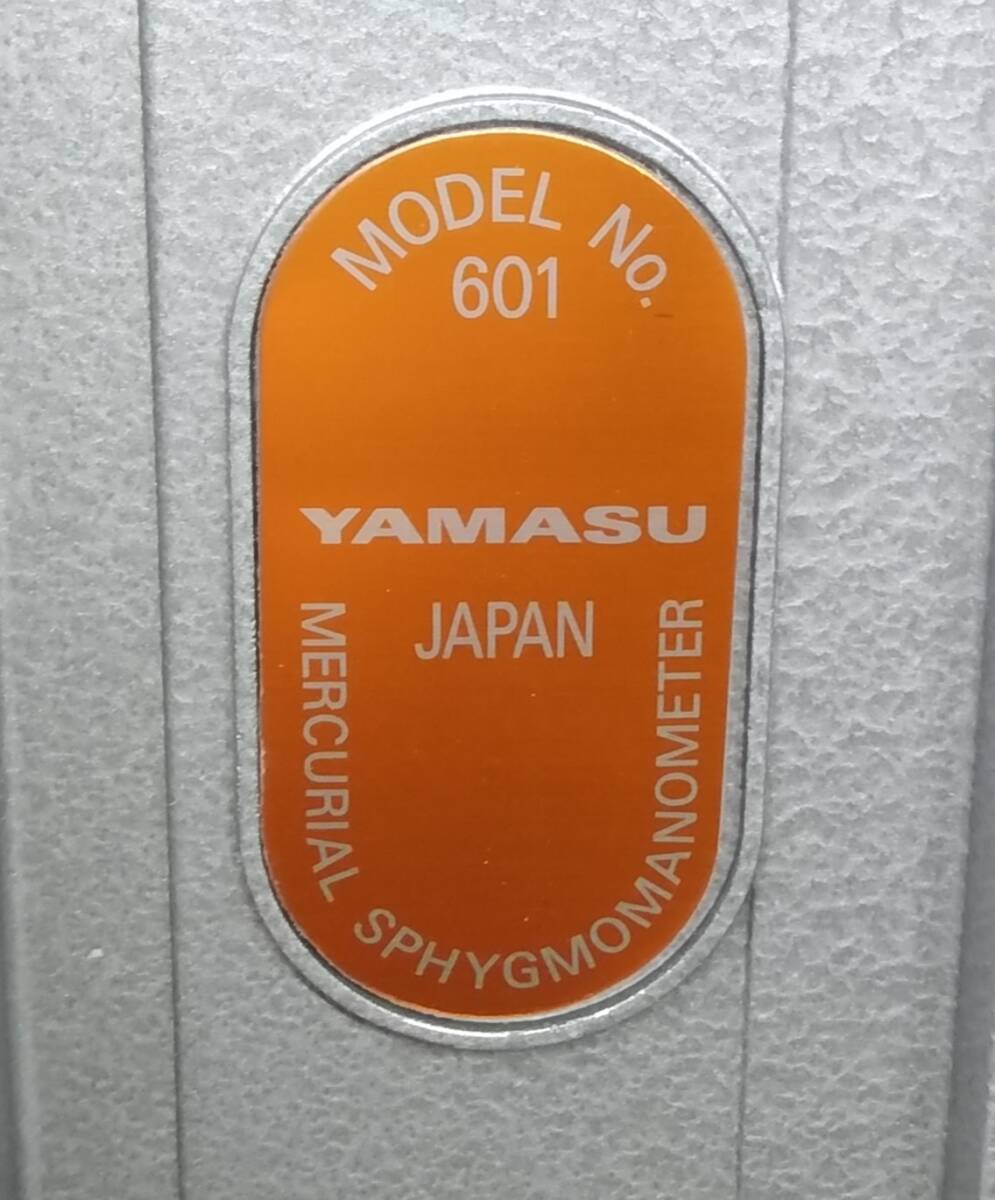 MODEL No.
601
YAMASU
JAPAN
MERCURIAL SPHYGMOMANOMETER